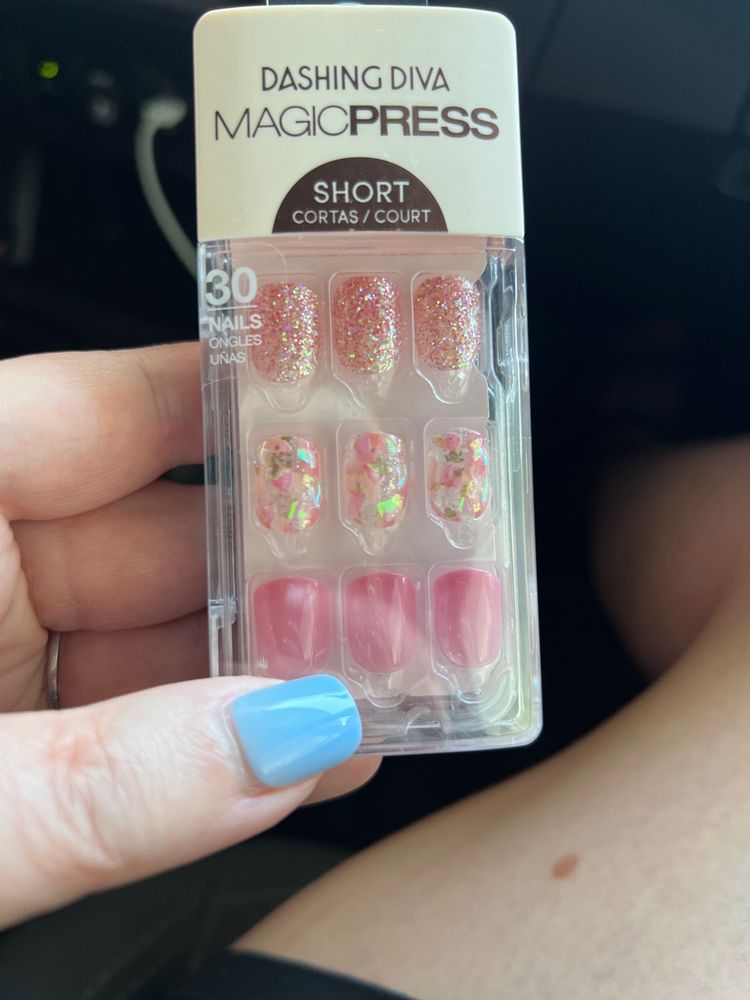 DASHING DIVA
MAGICPRESS
SHORT
CORTAS / COURT
30
NAILS
ONGLES
UÑAS